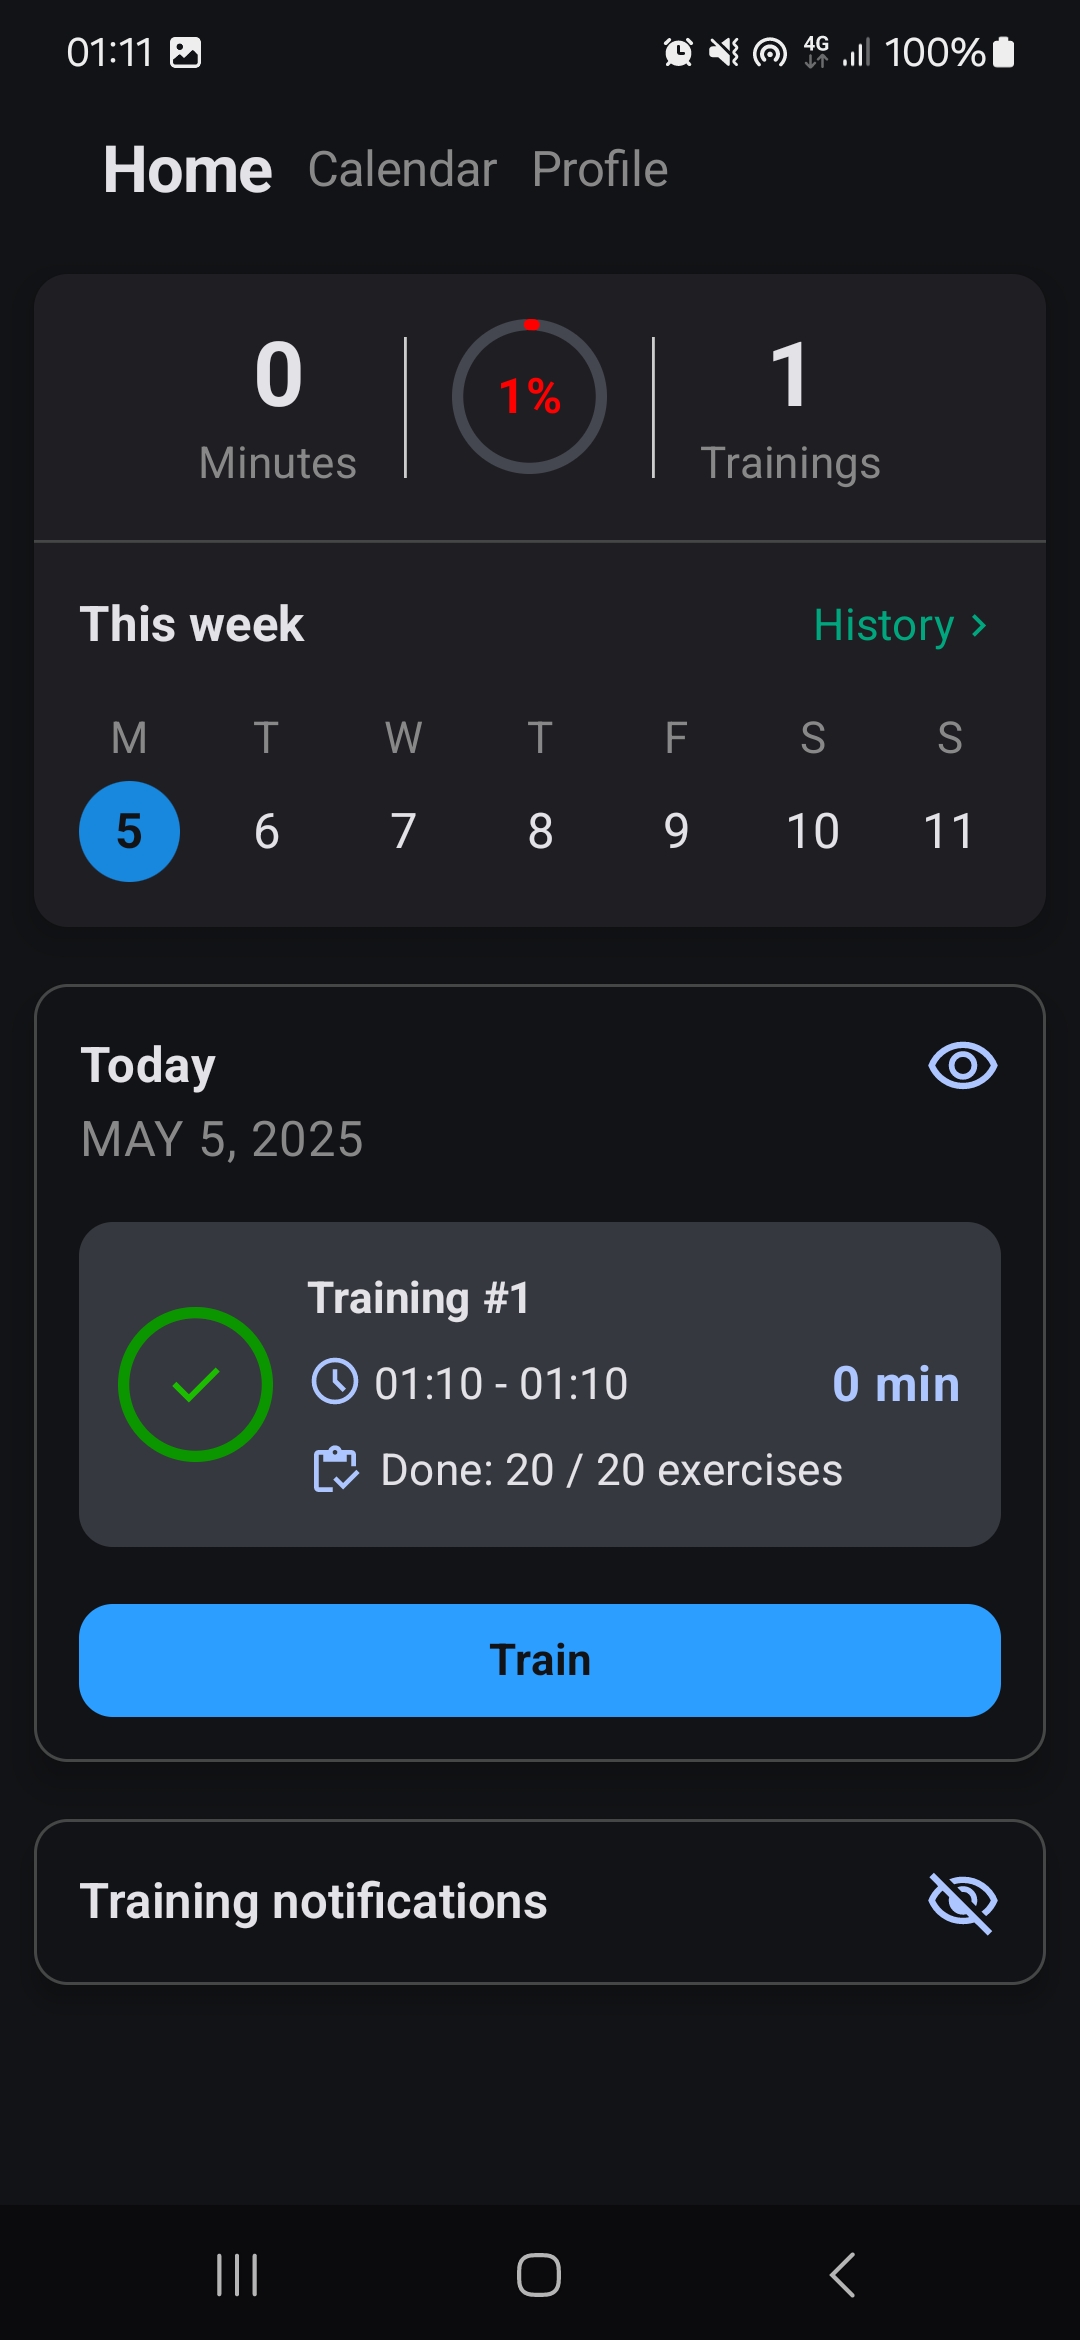 01:11 4G 100%
Home Calendar Profile
0 1% 1
Minutes Trainings
This week History >
M T W T F S S
5 6 7 8 9 10 11
Today
MAY 5, 2025
Training #1
01:10 - 01:10 0 min
Done: 20 / 20 exercises
Train
Training notifications